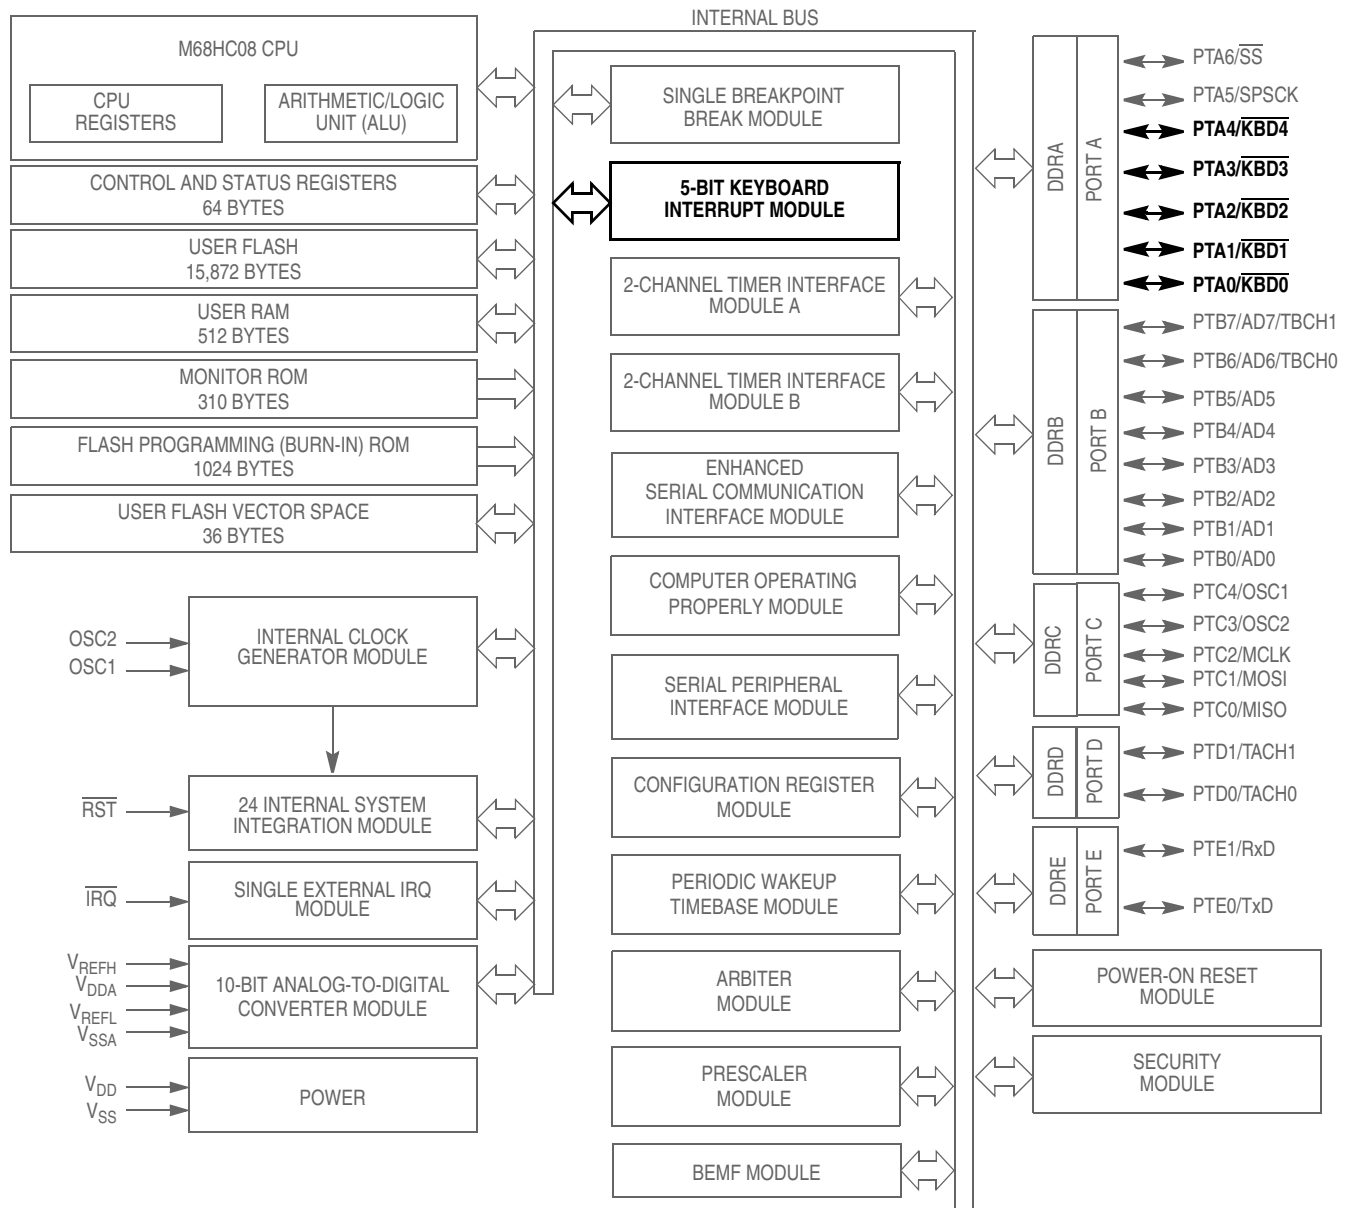 INTERNAL BUS
M68HC08 CPU
CPU
REGISTERS
ARITHMETIC/LOGIC
UNIT (ALU)
CONTROL AND STATUS REGISTERS
64 BYTES
USER FLASH
15,872 BYTES
USER RAM
512 BYTES
MONITOR ROM
310 BYTES
FLASH PROGRAMMING (BURN-IN) ROM
1024 BYTES
USER FLASH VECTOR SPACE
36 BYTES
OSC2
OSC1
INTERNAL CLOCK
GENERATOR MODULE
RST
24 INTERNAL SYSTEM
INTEGRATION MODULE
IRQ
SINGLE EXTERNAL IRQ
MODULE
VREFH
VDDA
VREFL
VSSA
10-BIT ANALOG-TO-DIGITAL
CONVERTER MODULE
VDD
VSS
POWER
SINGLE BREAKPOINT
BREAK MODULE
5-BIT KEYBOARD
INTERRUPT MODULE
2-CHANNEL TIMER INTERFACE
MODULE A
2-CHANNEL TIMER INTERFACE
MODULE B
ENHANCED
SERIAL COMMUNICATION
INTERFACE MODULE
COMPUTER OPERATING
PROPERLY MODULE
SERIAL PERIPHERAL
INTERFACE MODULE
CONFIGURATION REGISTER
MODULE
PERIODIC WAKEUP
TIMEBASE MODULE
ARBITER
MODULE
PRESCALER
MODULE
BEMF MODULE
DDRA
PORT A
PTA6/SS
PTA5/SPSCK
PTA4/KBD4
PTA3/KBD3
PTA2/KBD2
PTA1/KBD1
PTA0/KBD0
DDRB
PORT B
PTB7/AD7/TBCH1
PTB6/AD6/TBCH0
PTB5/AD5
PTB4/AD4
PTB3/AD3
PTB2/AD2
PTB1/AD1
PTB0/AD0
DDRC
PORT C
PTC4/OSC1
PTC3/OSC2
PTC2/MCLK
PTC1/MOSI
PTC0/MISO
DDRD
PORT D
PTD1/TACH1
PTD0/TACH0
DDRE
PORT E
PTE1/RxD
PTE0/TxD
POWER-ON RESET
MODULE
SECURITY
MODULE